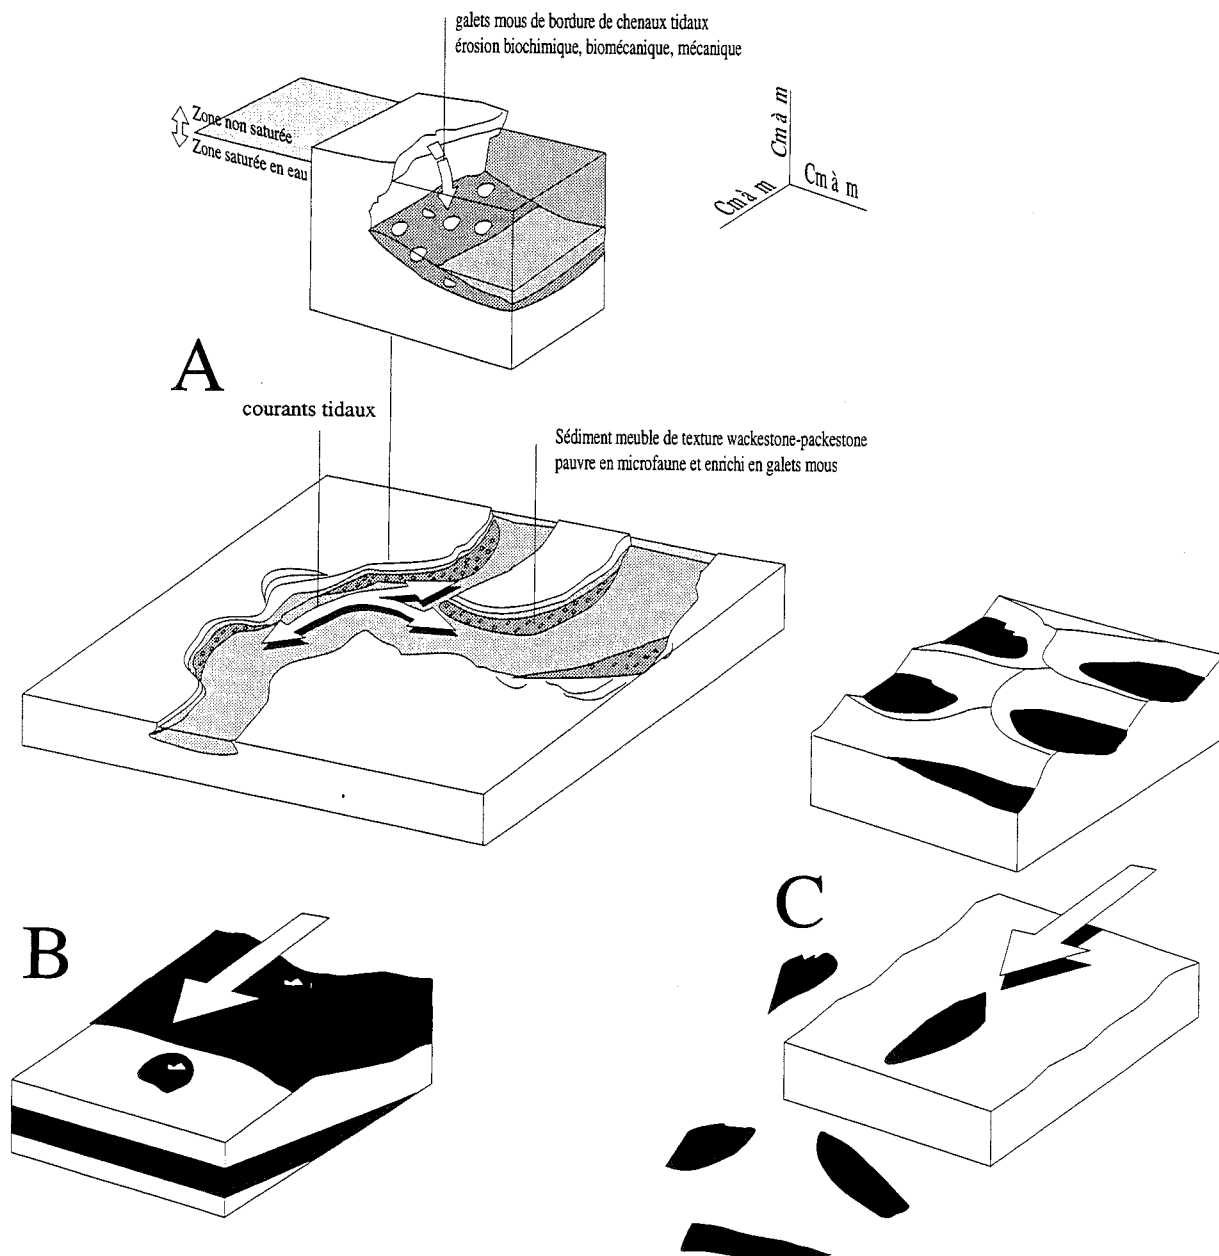 galets mous de bordure de chenaux tidaux
érosion biochimique, biomécanique, mécanique
Zone non saturée
Zone saturée en eau
Cm à m
Cm à m
Cm à m
A
courants tidaux
Sédiment meuble de texture wackestone-packestone
pauvre en microfaune et enrichi en galets mous
B
C